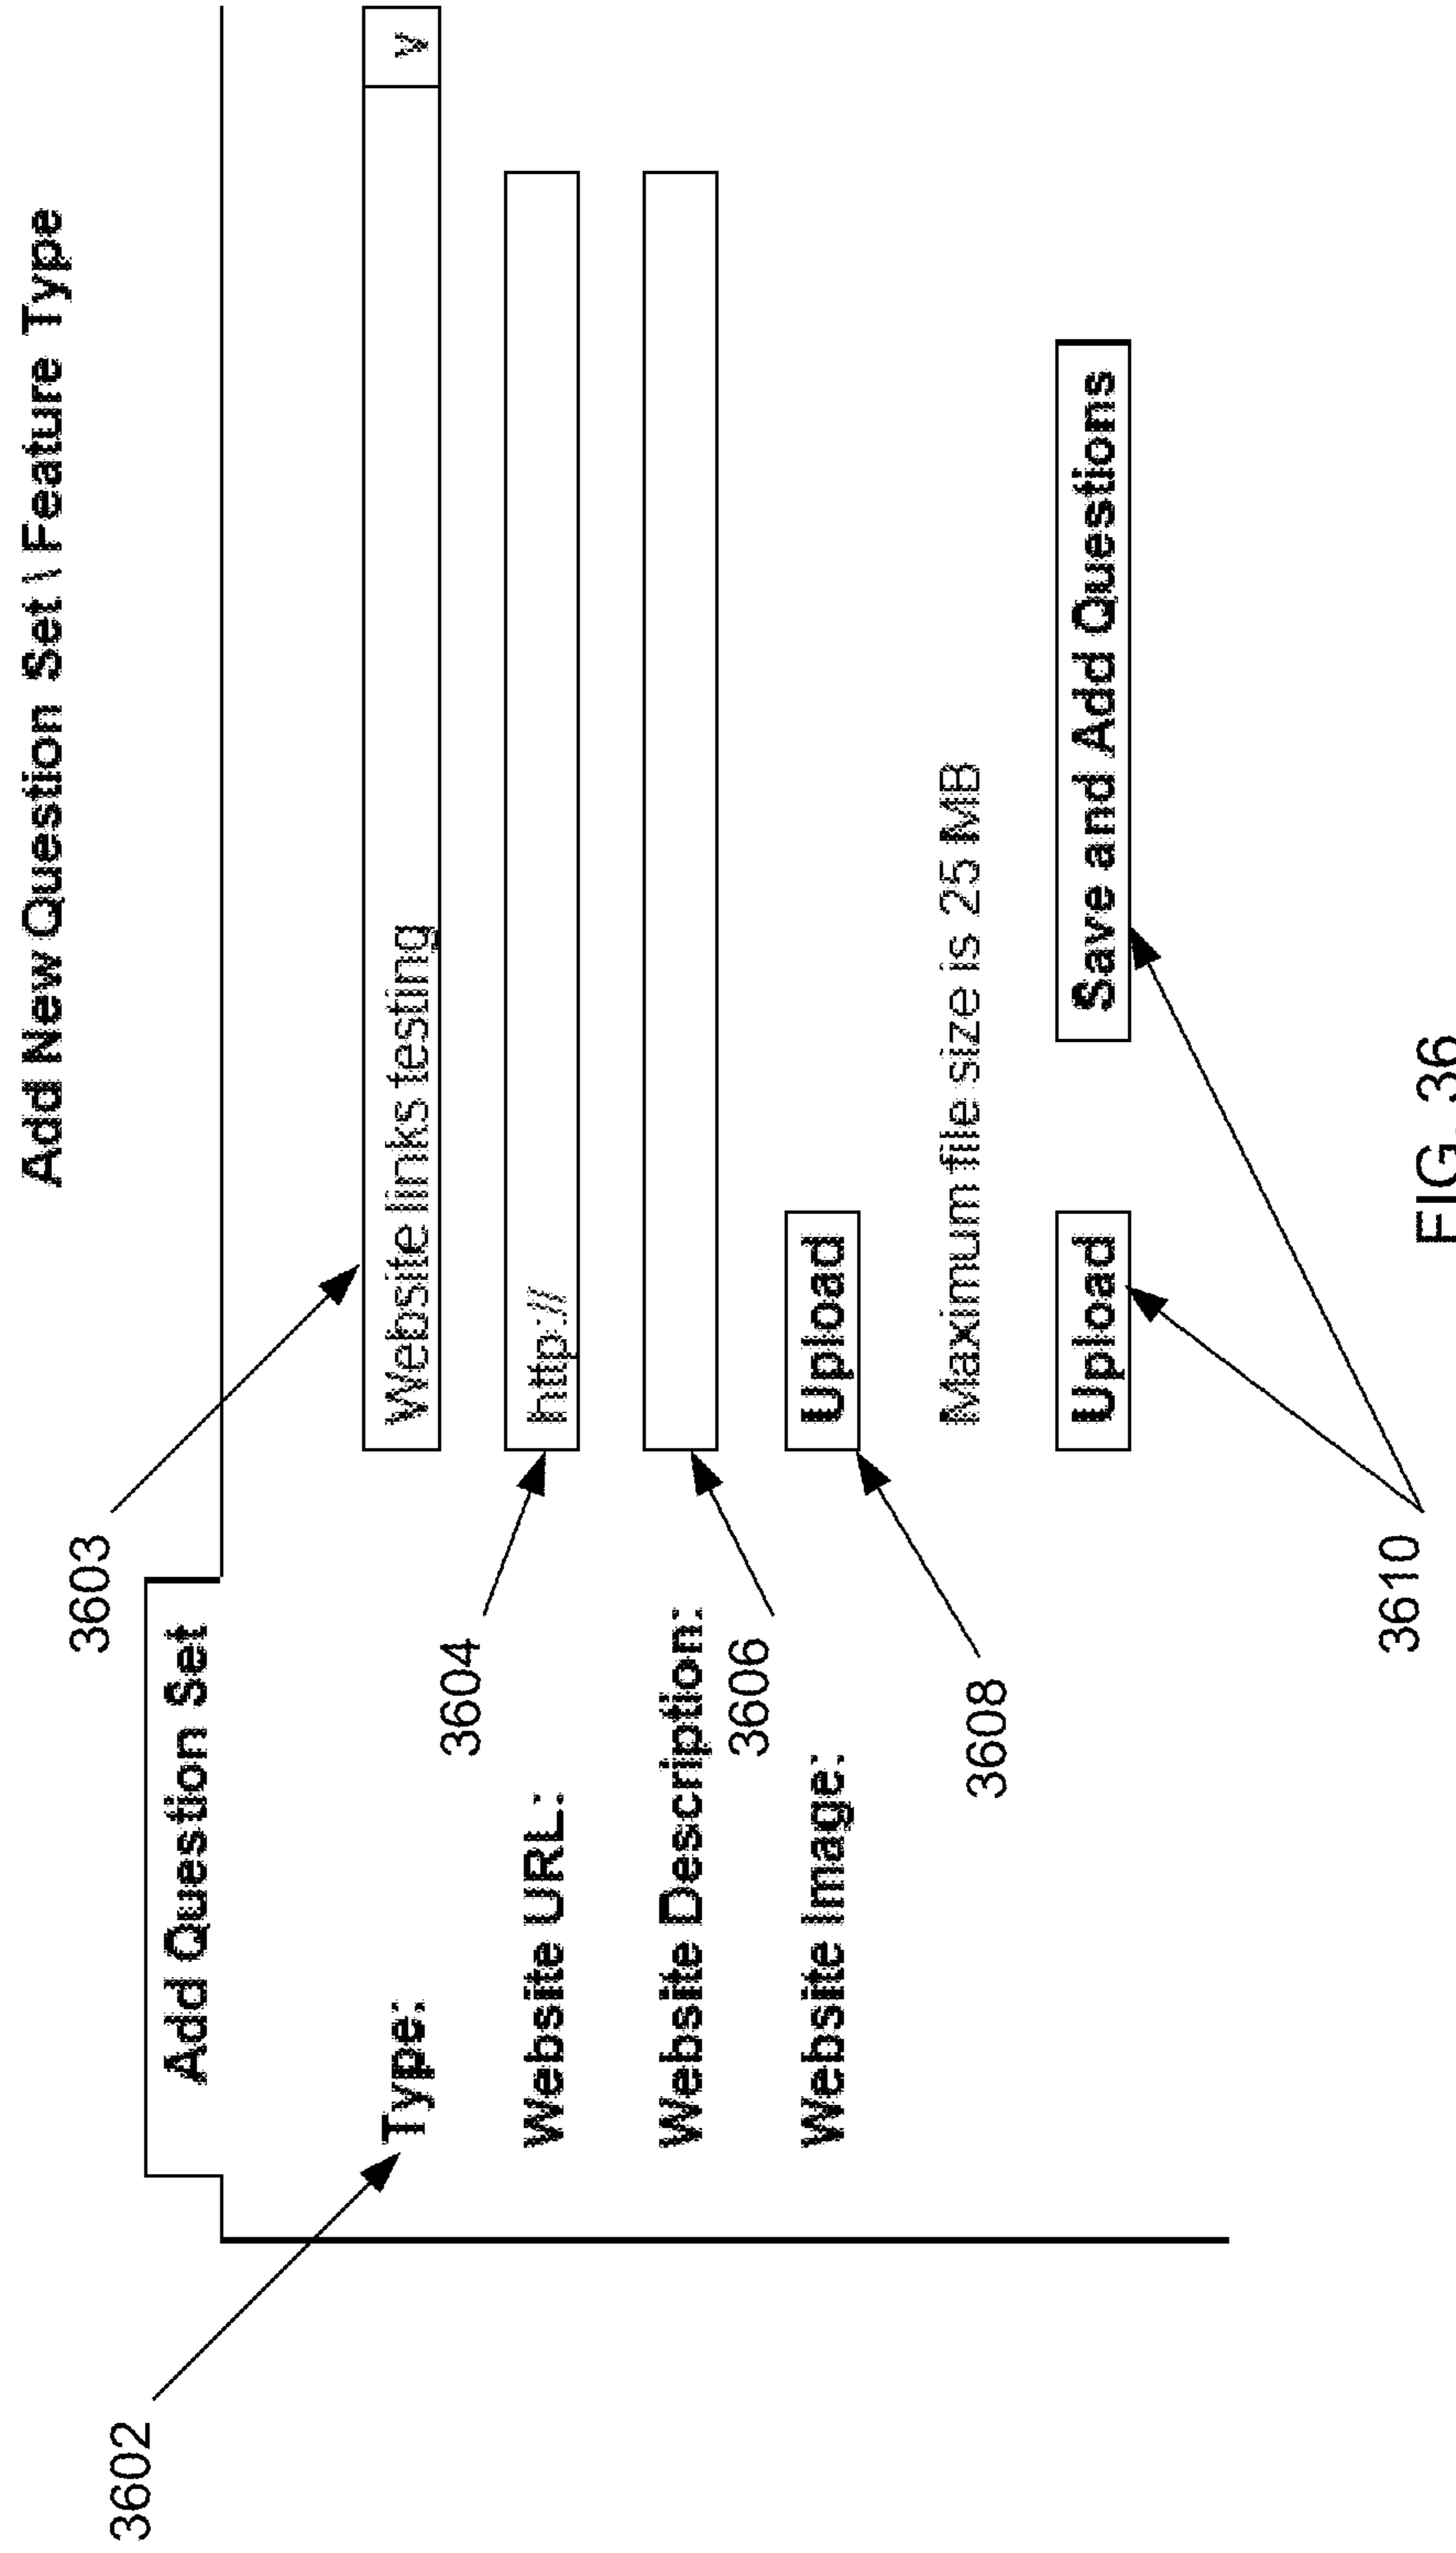 Add New Question Set \ Feature Type
3602
3603
Add Question Set
Type:
Website links testing
v
3604
Website URL:
http://
Website Description:
3606
Website Image:
Upload
3608
Maximum file size is 25 MB
Upload
Save and Add Questions
3610
FIG. 36